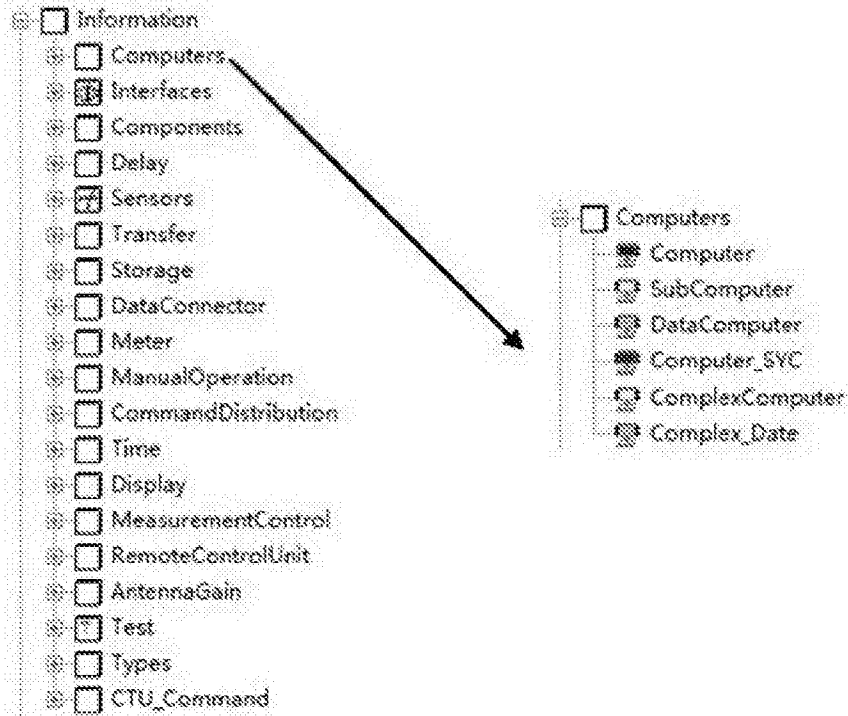 Information
Computers
Interfaces
Components
Delay
Sensors
Transfer
Storage
DataConnector
Meter
ManualOperation
CommandDistribution
Time
Display
MeasurementControl
RemoteControlUnit
AntennaGain
Test
Types
CTU_Command
Computers
Computer
SubComputer
DataComputer
Computer_SYC
ComplexComputer
Complex_Date